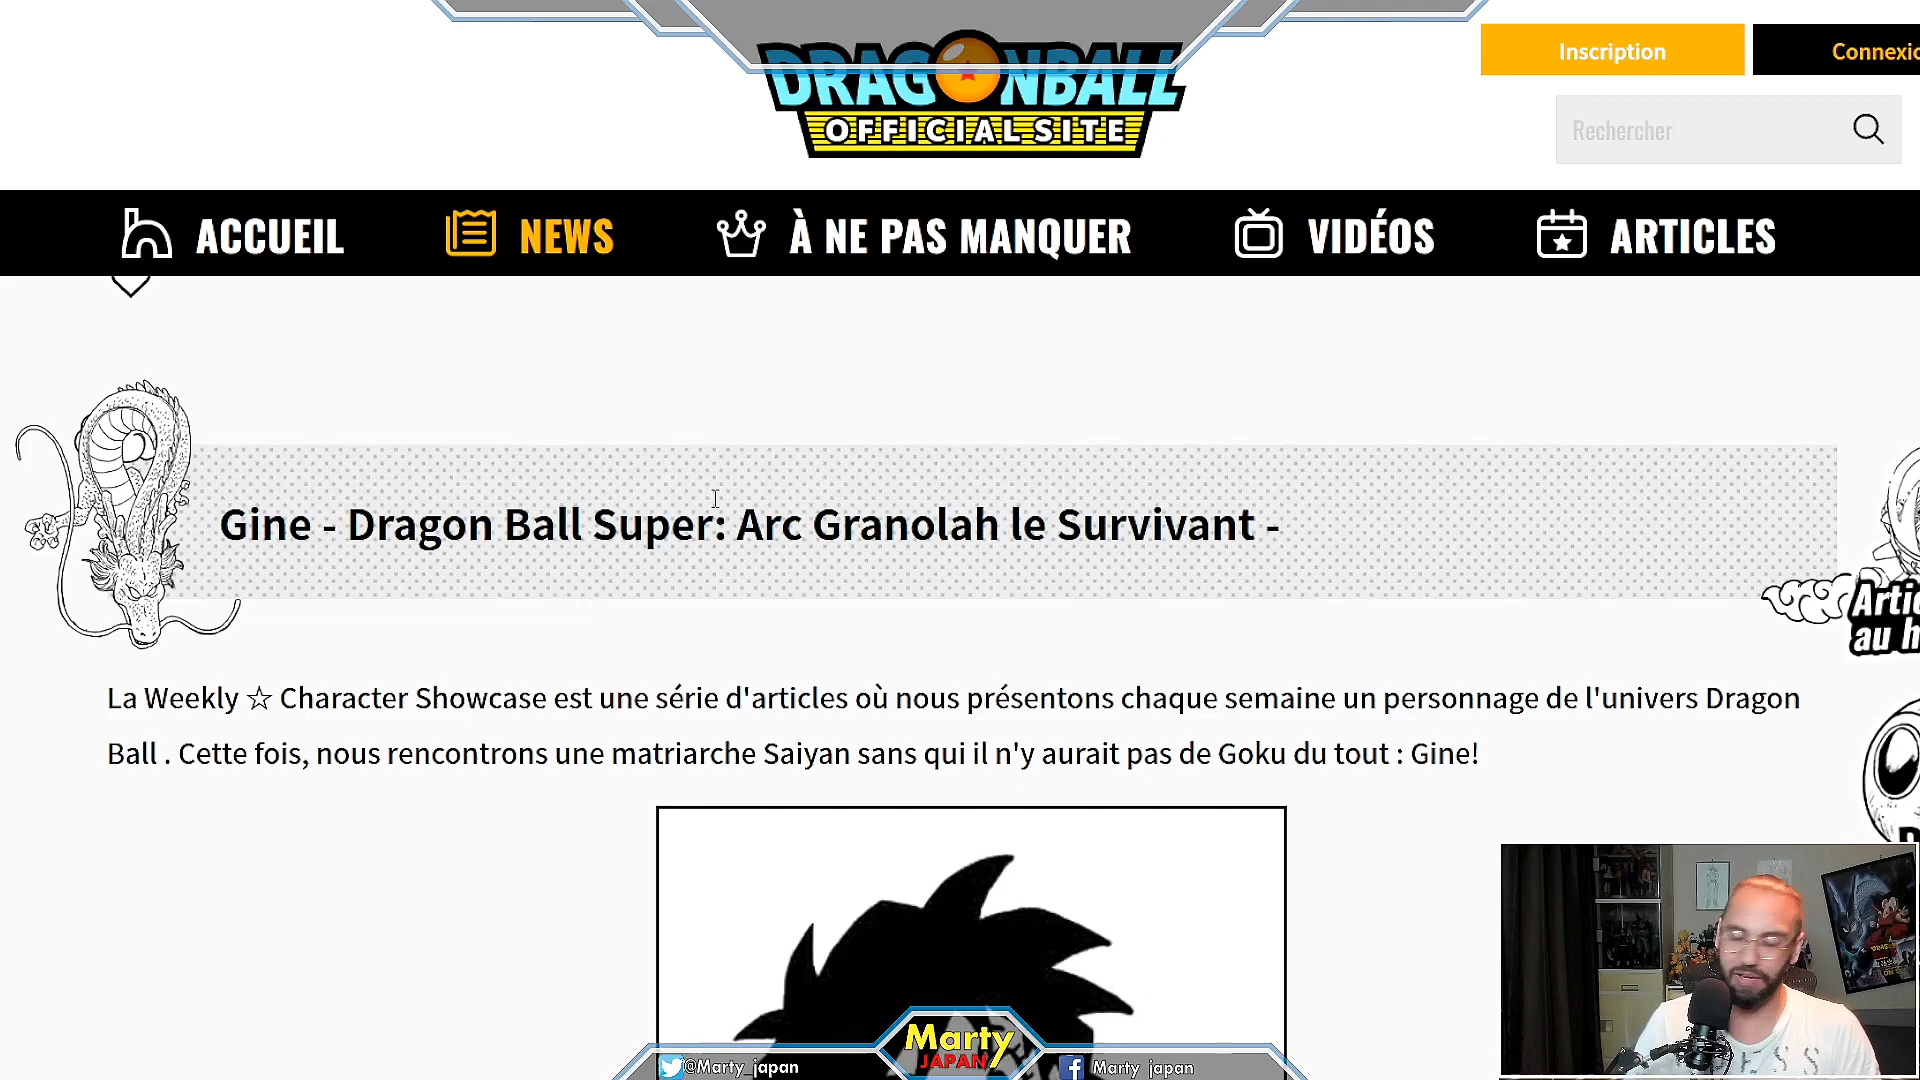 DRAGONBALL
OFFICIAL SITE
Inscription
Connexio
Rechercher
ACCUEIL
NEWS
À NE PAS MANQUER
VIDÉOS
ARTICLES
Gine - Dragon Ball Super: Arc Granolah le Survivant -
Artic
au h
La Weekly ☆ Character Showcase est une série d'articles où nous présentons chaque semaine un personnage de l'univers Dragon
Ball . Cette fois, nous rencontrons une matriarche Saiyan sans qui il n'y aurait pas de Goku du tout : Gine!
Marty
JAPAN
@Marty_japan
Marty_japan